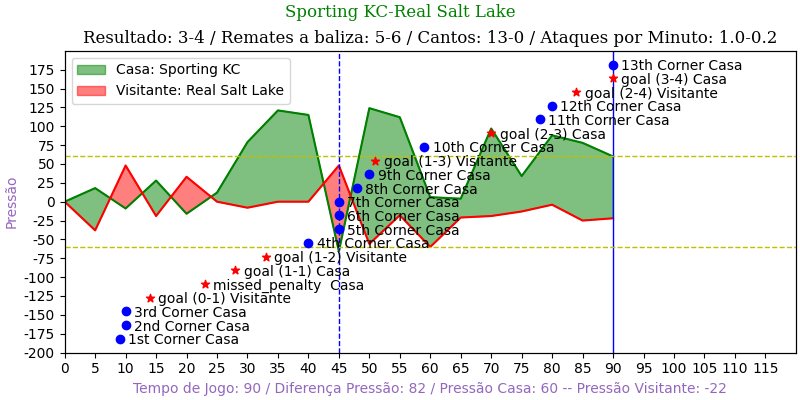 Sporting KC-Real Salt Lake
Resultado: 3-4 / Remates a baliza: 5-6 / Cantos: 13-0 / Ataques por Minuto: 1.0-0.2
Casa: Sporting KC
Visitante: Real Salt Lake
13th Corner Casa
goal (3-4) Casa
goal (2-4) Visitante
12th Corner Casa
11th Corner Casa
goal (2-3) Casa
10th Corner Casa
goal (1-3) Visitante
9th Corner Casa
8th Corner Casa
7th Corner Casa
6th Corner Casa
5th Corner Casa
4th Corner Casa
goal (1-2) Visitante
goal (1-1) Casa
missed_penalty  Casa
goal (0-1) Visitante
3rd Corner Casa
2nd Corner Casa
1st Corner Casa
Pressão
175
150
125
100
75
50
25
0
-25
-50
-75
-100
-125
-150
-175
-200
0 5 10 15 20 25 30 35 40 45 50 55 60 65 70 75 80 85 90 95 100 105 110 115
Tempo de Jogo: 90 / Diferença Pressão: 82 / Pressão Casa: 60 -- Pressão Visitante: -22